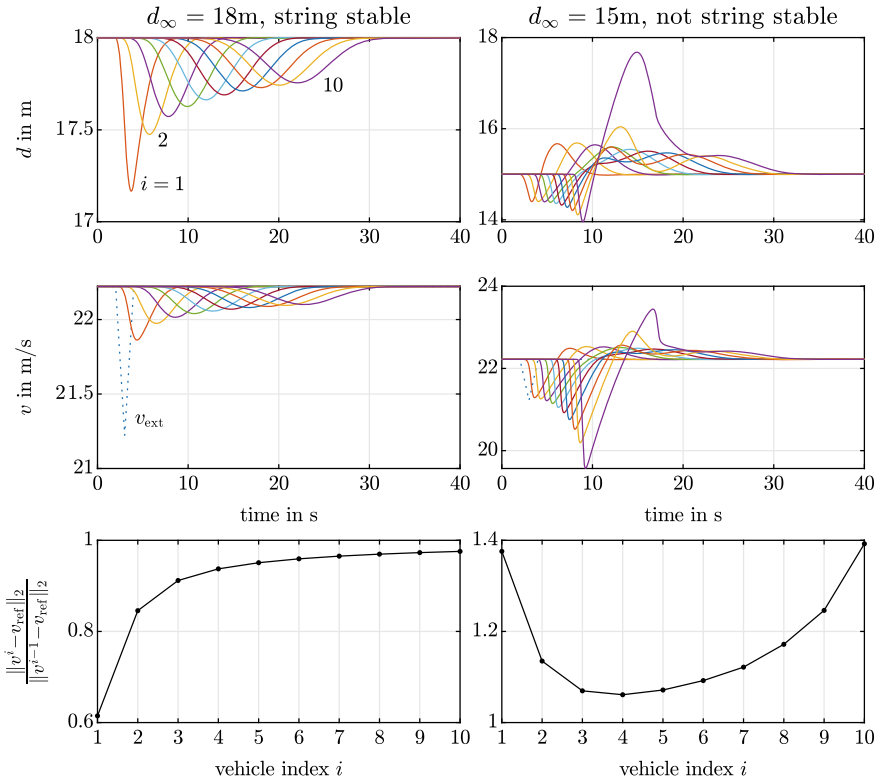 d∞ = 18m, string stable
d∞ = 15m, not string stable
18
17.5
17
d in m
i = 1
2
10
0 10 20 30 40
18
16
14
0 10 20 30 40
22
21.5
21
v in m/s
v_ext
0 10 20 30 40
time in s
24
22
20
0 10 20 30 40
time in s
1
0.8
0.6
‖v^i − v_ref‖_2
‖v^{i−1} − v_ref‖_2
1 2 3 4 5 6 7 8 9 10
vehicle index i
1.4
1.2
1
1 2 3 4 5 6 7 8 9 10
vehicle index i